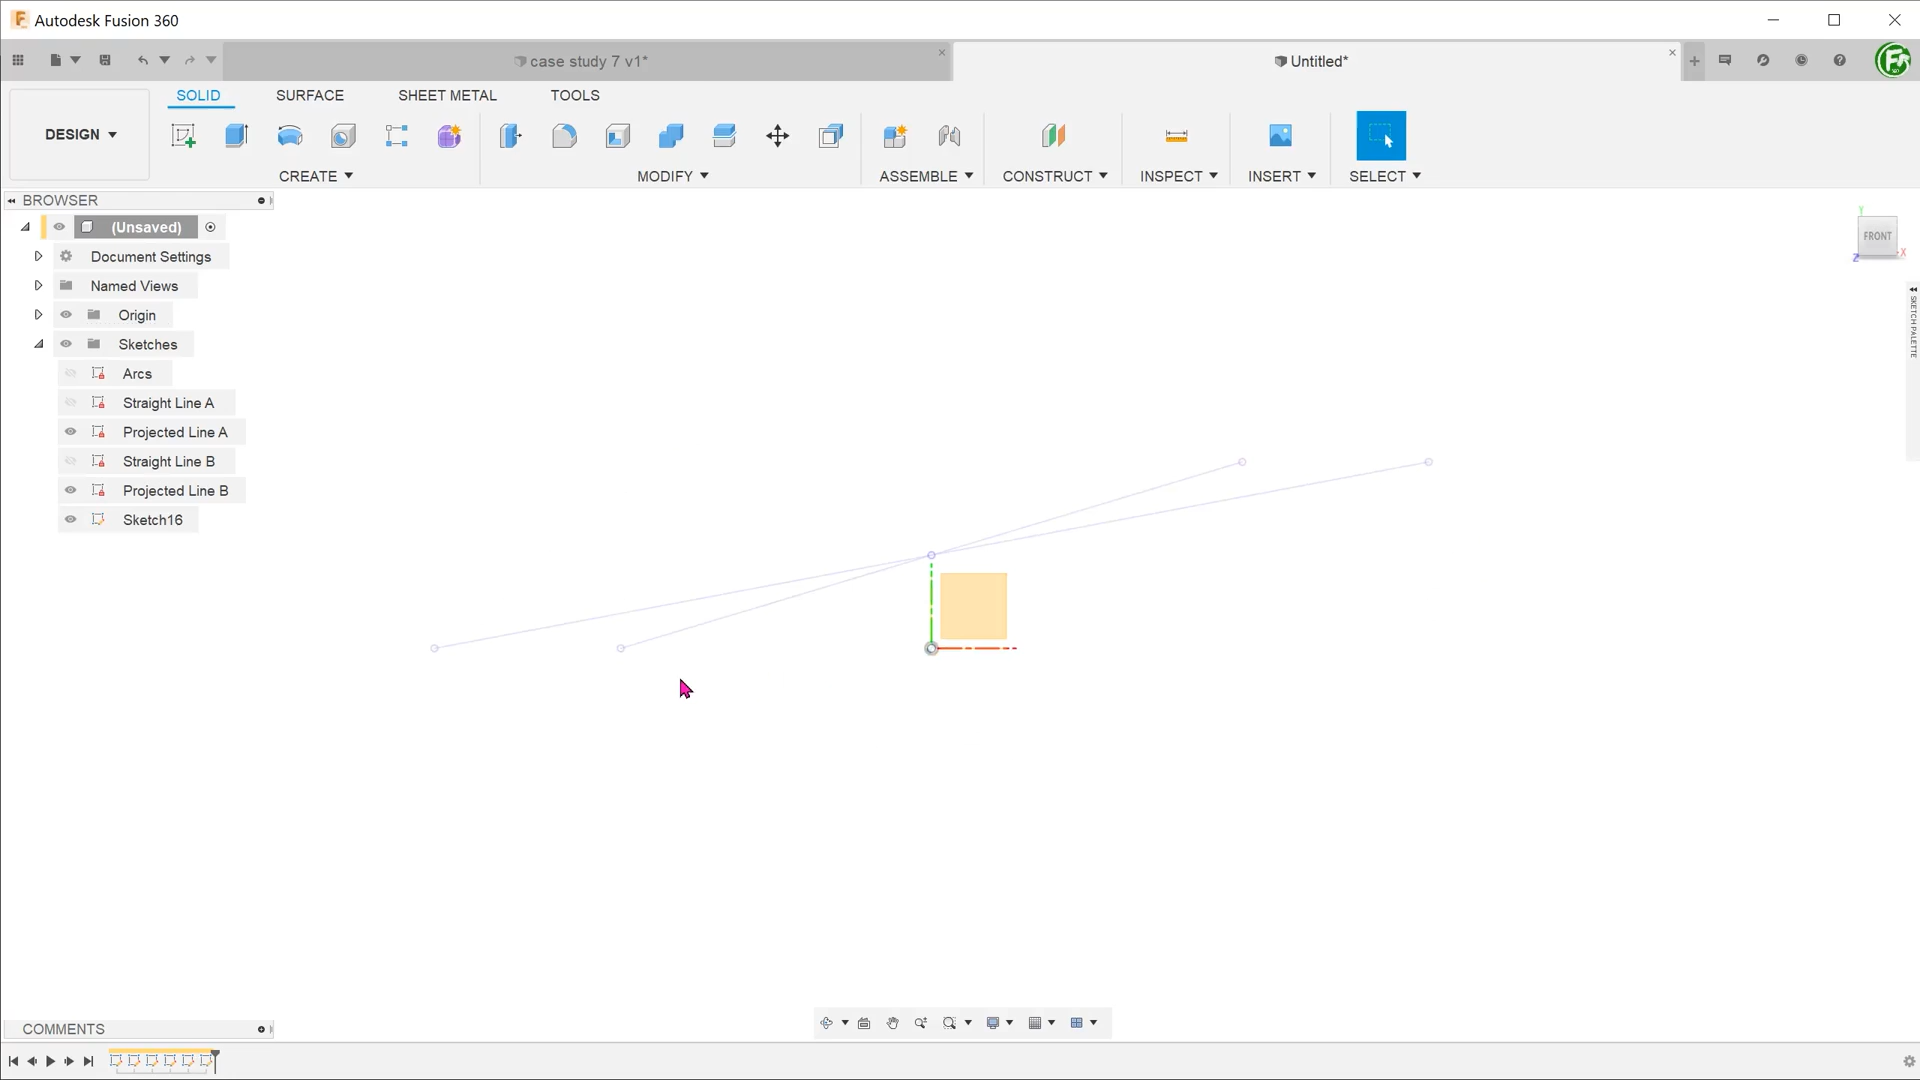 Autodesk Fusion 360
case study 7 v1*
Untitled*
DESIGN
SOLID
SURFACE
SHEET METAL
TOOLS
CREATE
MODIFY
ASSEMBLE
CONSTRUCT
INSPECT
INSERT
SELECT
BROWSER
(Unsaved)
Document Settings
Named Views
Origin
Sketches
Arcs
Straight Line A
Projected Line A
Straight Line B
Projected Line B
Sketch16
Y
FRONT
X
Z
SKETCH PALETTE
COMMENTS